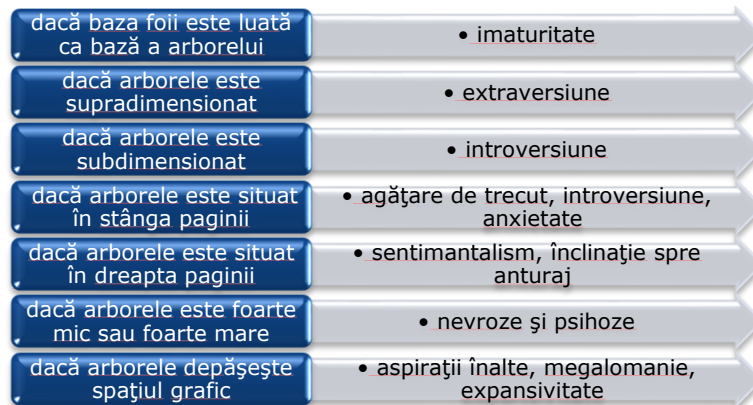 dacă baza foii este luată
ca bază a arborelui
• imaturitate
dacă arborele este
supradimensionat
• extraversiune
dacă arborele este
subdimensionat
• introversiune
dacă arborele este situat
în stânga paginii
• agăţare de trecut, introversiune,
anxietate
dacă arborele este situat
în dreapta paginii
• sentimantalism, înclinaţie spre
anturaj
dacă arborele este foarte
mic sau foarte mare
• nevroze şi psihoze
dacă arborele depăşeşte
spaţiul grafic
• aspiraţii înalte, megalomanie,
expansivitate